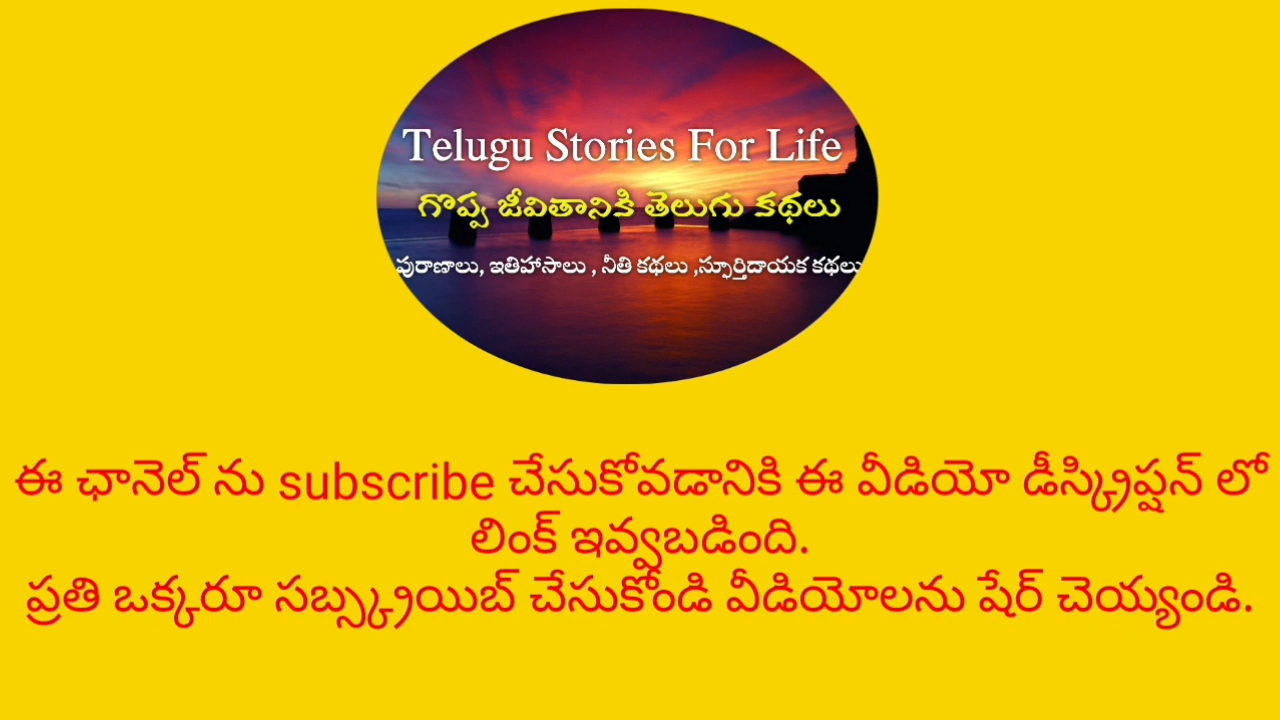 Telugu Stories For Life
గొప్ప జీవితానికి తెలుగు కథలు
పురాణాలు, ఇతిహాసాలు , నీతి కథలు ,స్ఫూర్తిదాయక కథలు
ఈ ఛానెల్ ను subscribe చేసుకోవడానికి ఈ వీడియో డీస్క్రిప్షన్ లో
లింక్ ఇవ్వబడింది.
ప్రతి ఒక్కరూ సబ్స్క్రయిబ్ చేసుకోండి వీడియోలను షేర్ చెయ్యండి.